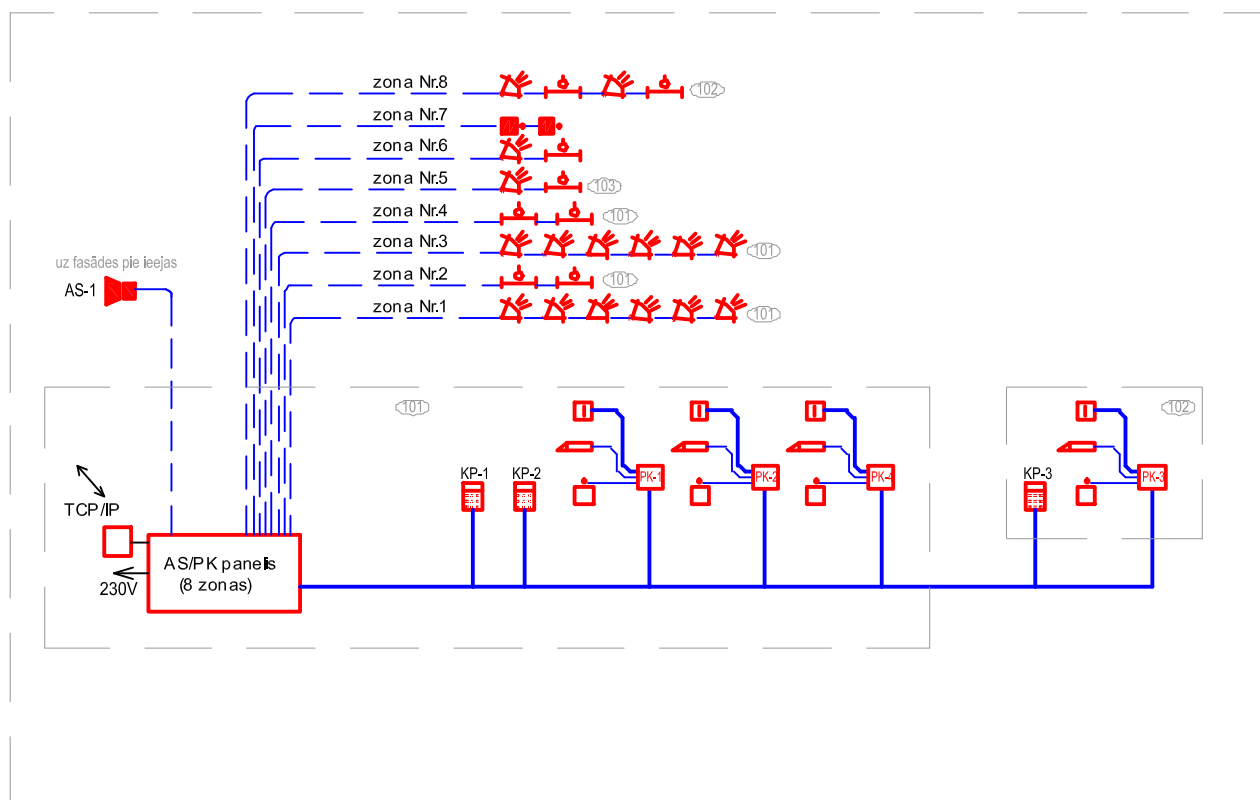 zona Nr.8
102
zona Nr.7
zona Nr.6
zona Nr.5
103
zona Nr.4
101
zona Nr.3
101
uz fasādes pie ieejas
zona Nr.2
101
AS-1
zona Nr.1
101
101
102
KP-1
KP-2
PK-1
PK-2
PK-4
KP-3
PK-3
TCP/IP
AS/PK panelis
(8 zonas)
230V